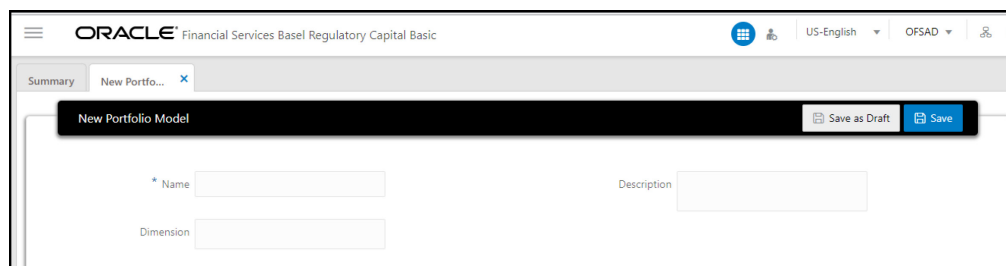 ORACLE® Financial Services Basel Regulatory Capital Basic US-English OFSAD
Summary New Portfo... ×
New Portfolio Model Save as Draft Save
* Name Description
Dimension